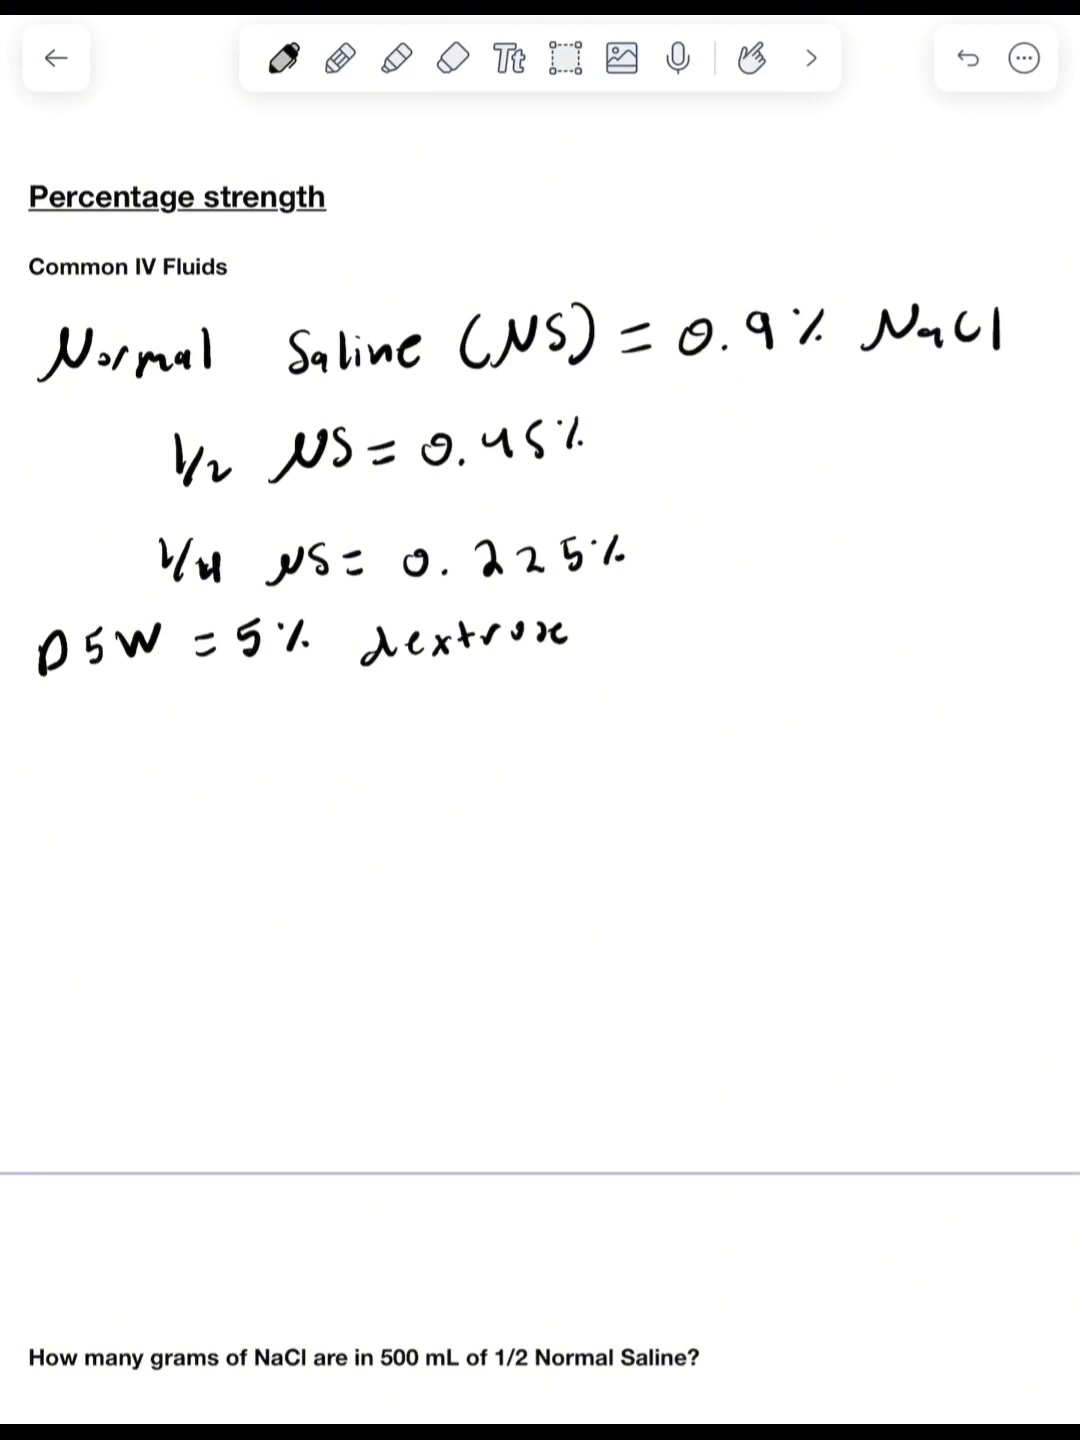 Tt
Percentage strength
Common IV Fluids
Normal Saline (NS) = 0.9% NaCl
1/2 NS = 0.45%
1/4 NS = 0.225%
D5W = 5% dextrose
How many grams of NaCl are in 500 mL of 1/2 Normal Saline?